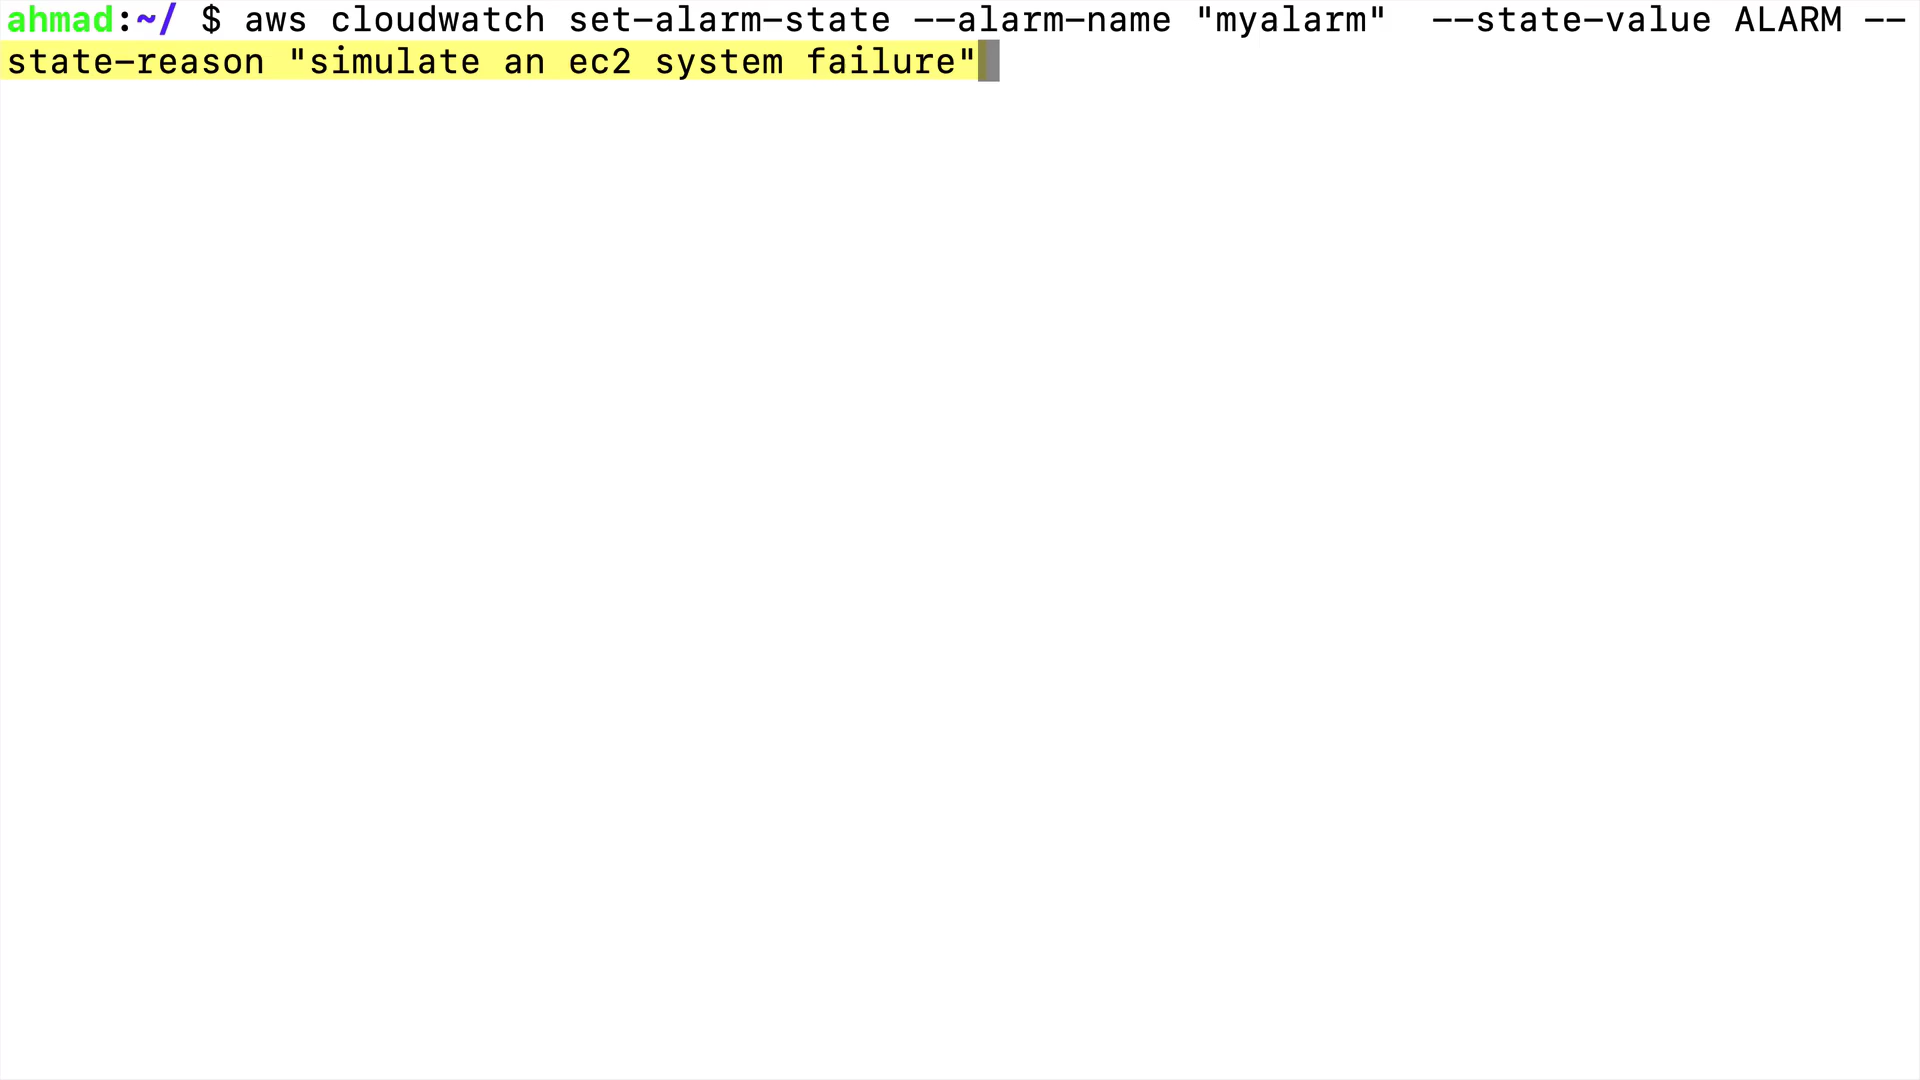 ahmad:~/ $ aws cloudwatch set-alarm-state --alarm-name "myalarm"  --state-value ALARM --
state-reason "simulate an ec2 system failure"